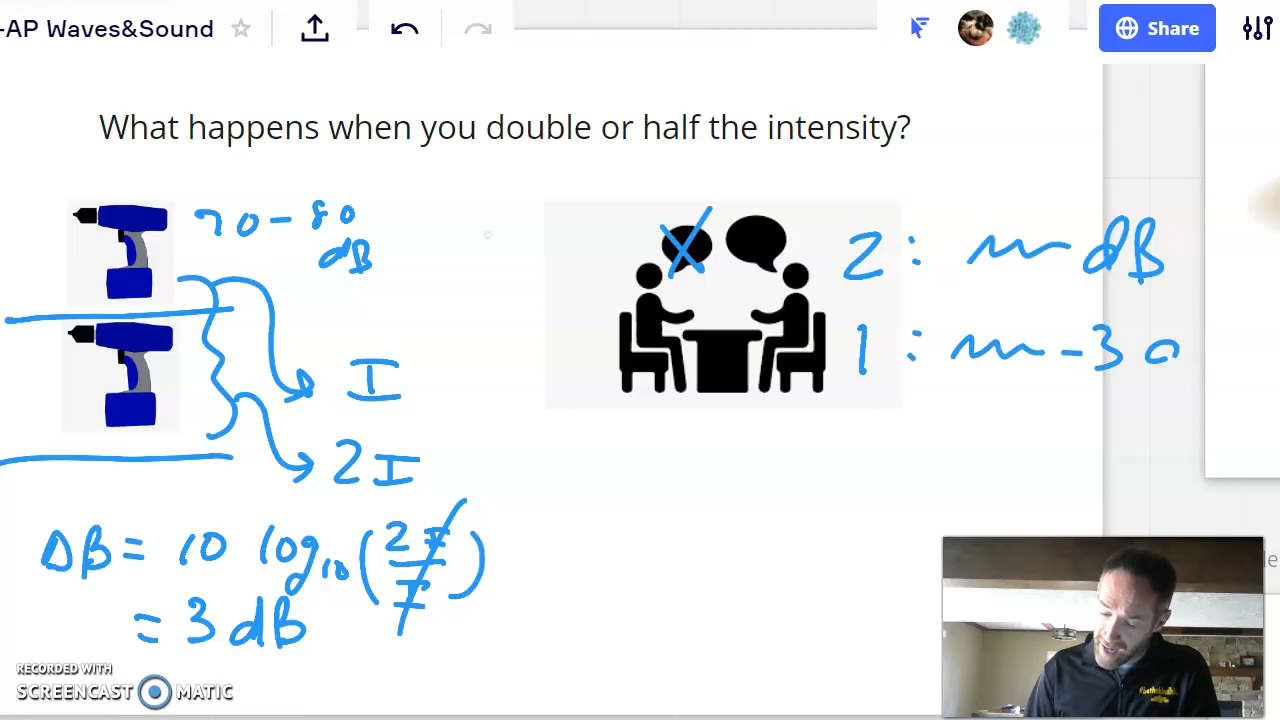 -AP Waves&Sound
Share
What happens when you double or half the intensity?
70 - 80
dB
I
2I
ΔB = 10 log10 (2I/I)
= 3 dB
2 : dB
1 : - 3
RECORDED WITH
SCREENCAST MATIC